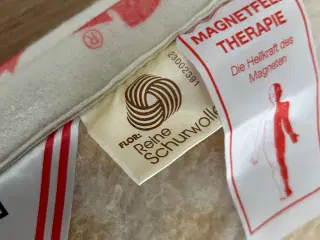 ®
23002391
FLOR:
Reine
Schurwolle
MAGNETFELD
THERAPIE
Die Heilkraft des
Magneten